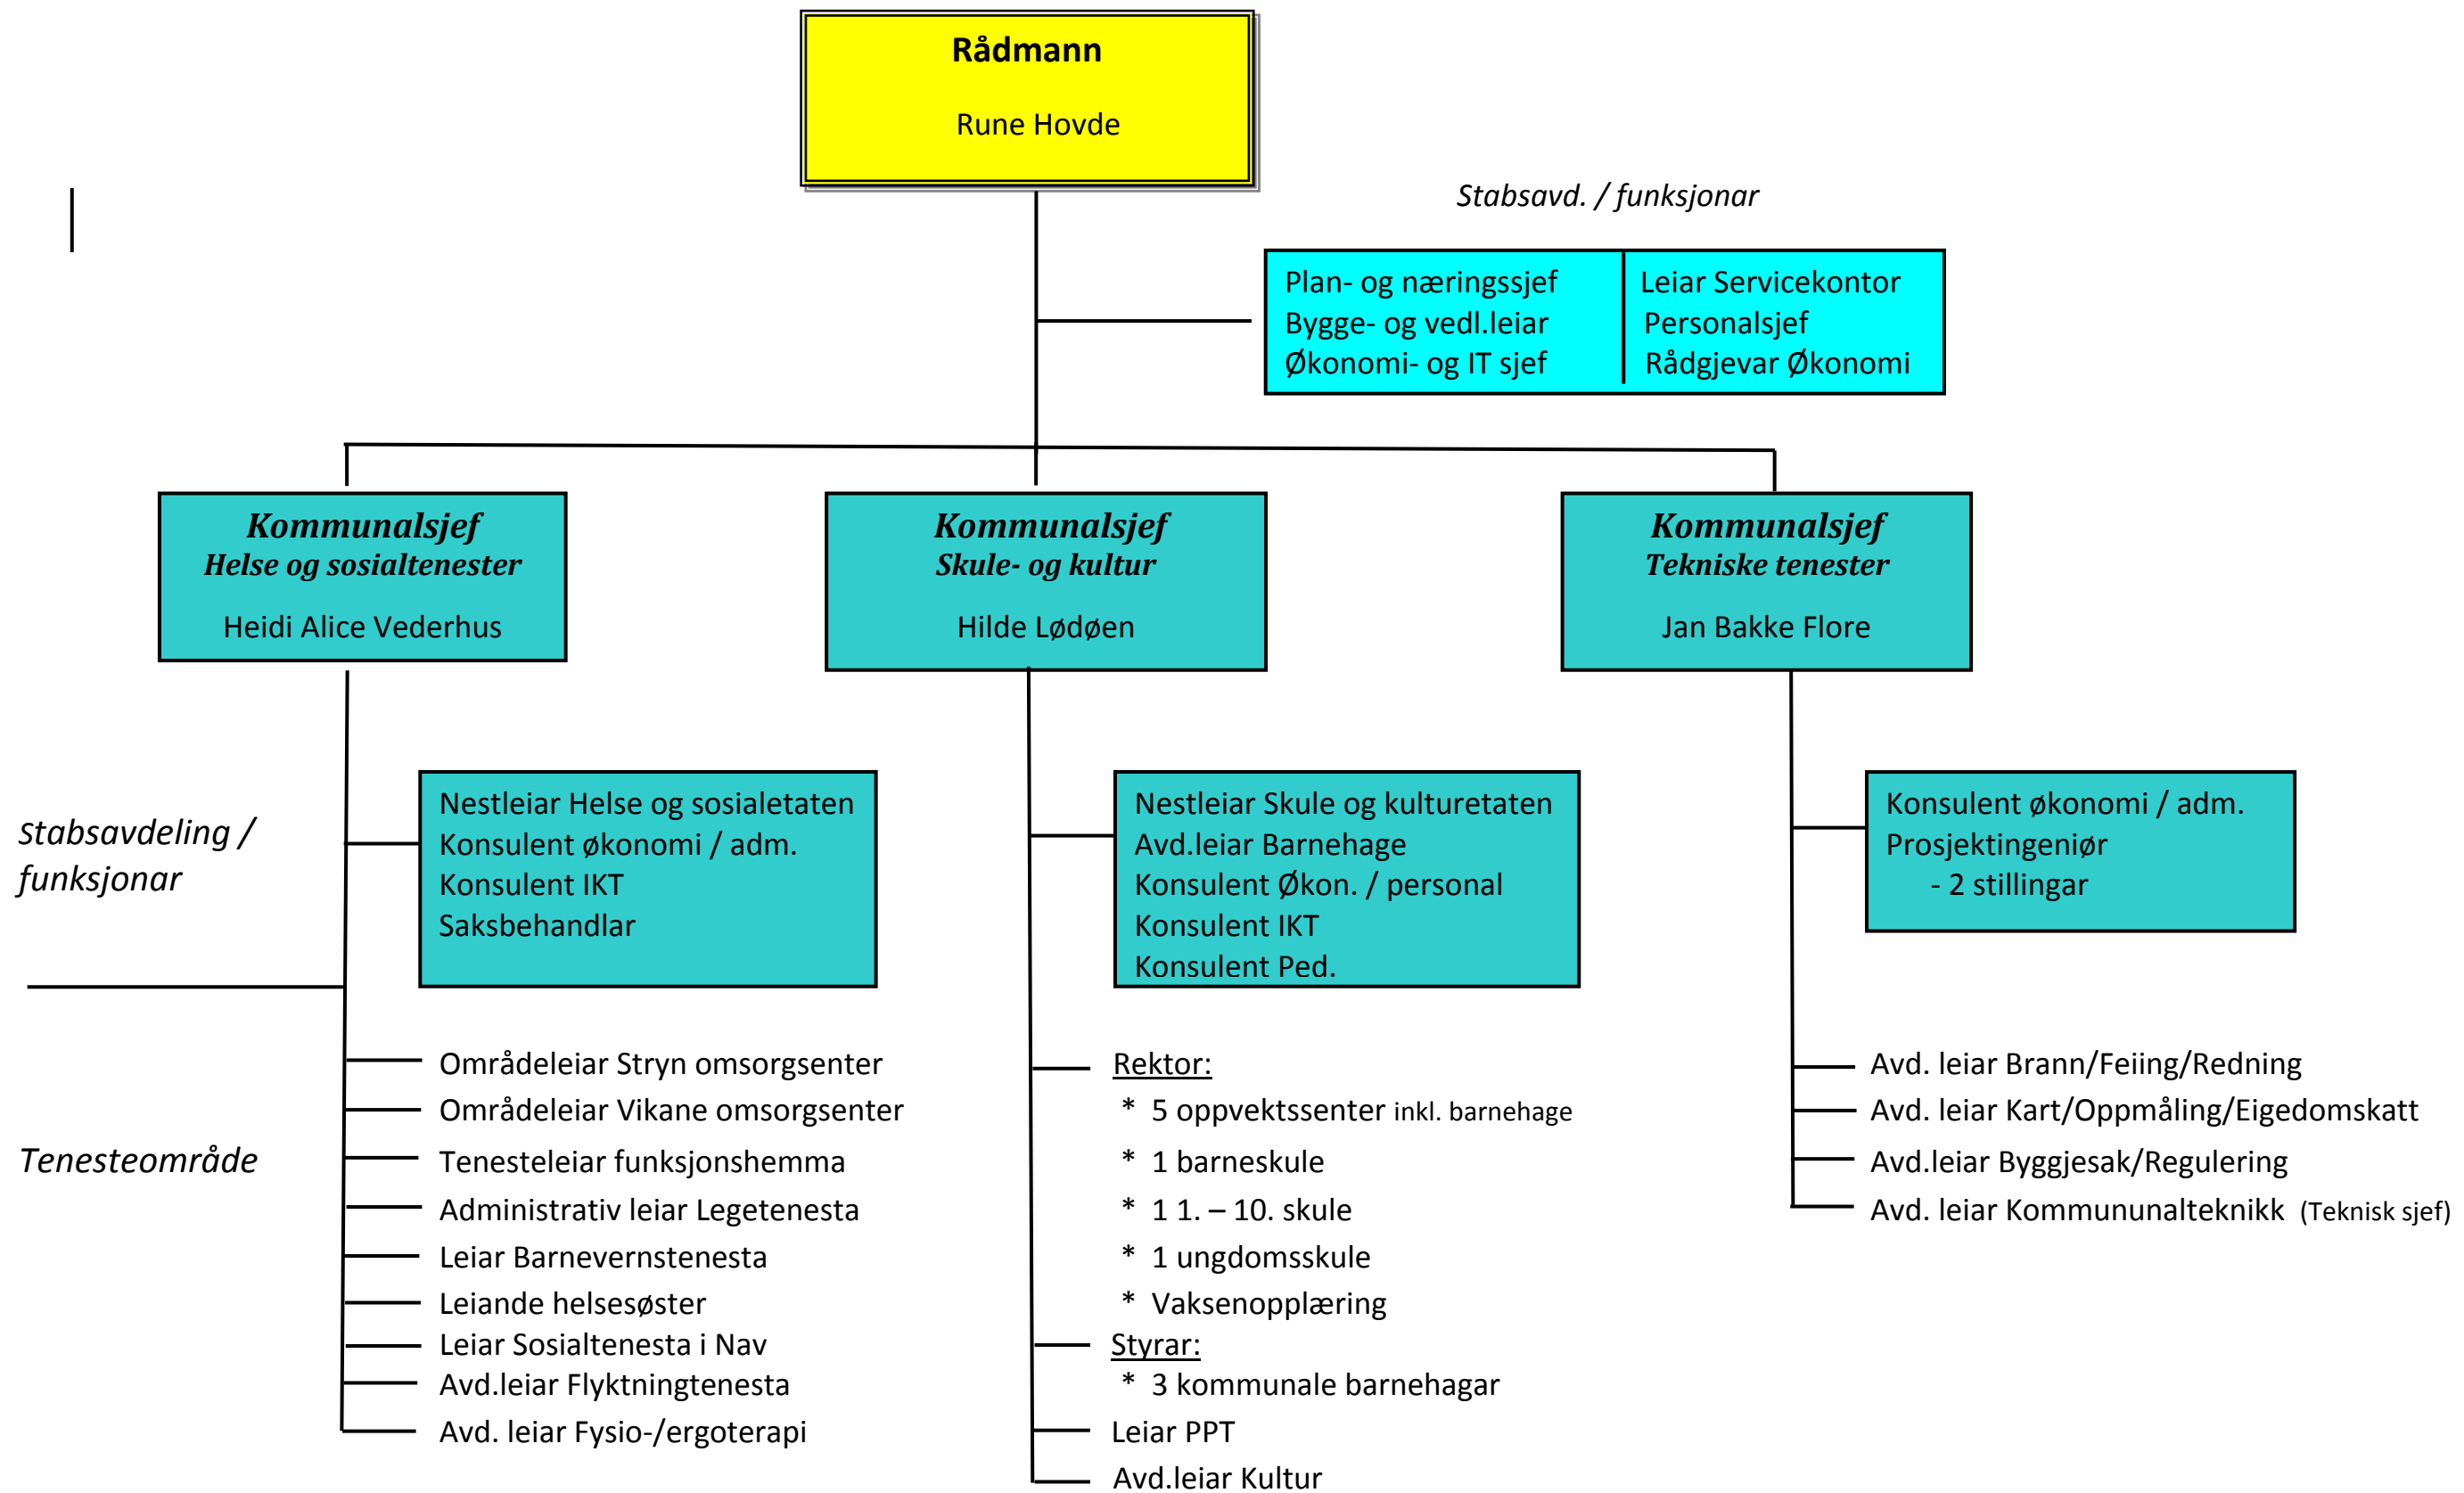 Rådmann
Rune Hovde
Stabsavd. / funksjonar
Plan- og næringssjef
Bygge- og vedl.leiar
Økonomi- og IT sjef
Leiar Servicekontor
Personalsjef
Rådgjevar Økonomi
Kommunalsjef
Helse og sosialtenester
Heidi Alice Vederhus
Kommunalsjef
Skule- og kultur
Hilde Lødøen
Kommunalsjef
Tekniske tenester
Jan Bakke Flore
Stabsavdeling /
funksjonar
Nestleiar Helse og sosialetaten
Konsulent økonomi / adm.
Konsulent IKT
Saksbehandlar
Nestleiar Skule og kulturetaten
Avd.leiar Barnehage
Konsulent Økon. / personal
Konsulent IKT
Konsulent Ped.
Konsulent økonomi / adm.
Prosjektingeniør
- 2 stillingar
Tenesteområde
Områdeleiar Stryn omsorgsenter
Områdeleiar Vikane omsorgsenter
Tenesteleiar funksjonshemma
Administrativ leiar Legetenesta
Leiar Barnevernstenesta
Leiande helsesøster
Leiar Sosialtenesta i Nav
Avd.leiar Flyktningtenesta
Avd. leiar Fysio-/ergoterapi
Rektor:
* 5 oppvektssenter inkl. barnehage
* 1 barneskule
* 1 1. – 10. skule
* 1 ungdomsskule
* Vaksenopplæring
Styrar:
* 3 kommunale barnehagar
Leiar PPT
Avd.leiar Kultur
Avd. leiar Brann/Feiing/Redning
Avd. leiar Kart/Oppmåling/Eigedomskatt
Avd.leiar Byggjesak/Regulering
Avd. leiar Kommununalteknikk (Teknisk sjef)